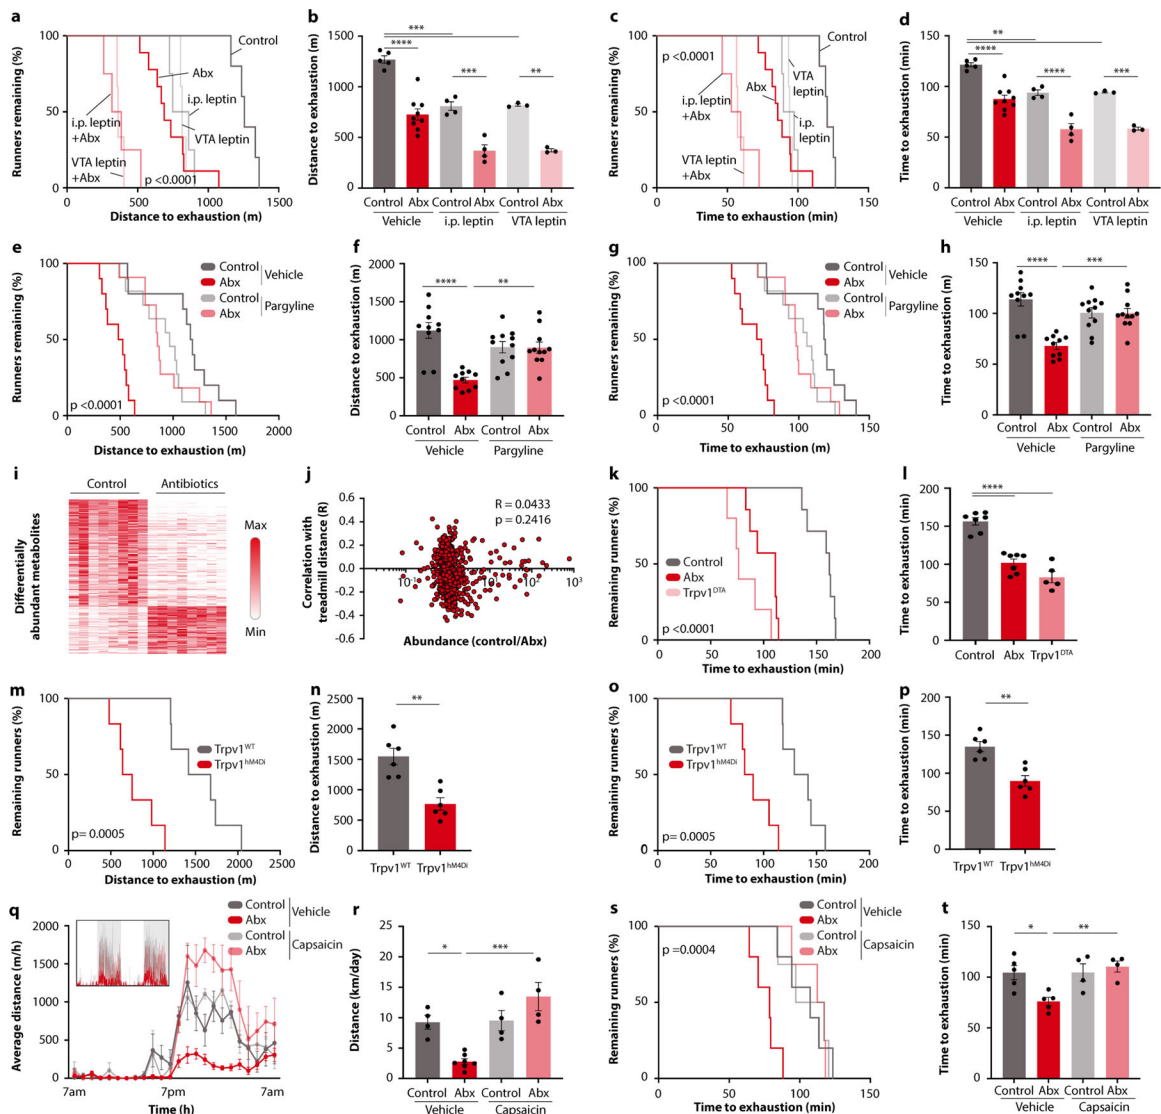 a
Runners remaining (%)
100
50
0
0
500
1000
1500
Control
Abx
i.p. leptin
VTA leptin
i.p. leptin
+Abx
VTA leptin
+Abx
p <0.0001
Distance to exhaustion (m)
b
Distance to exhaustion (m)
1500
1000
500
0
***
****
***
**
Control Abx Control Abx Control Abx
Vehicle
i.p. leptin
VTA leptin
c
Runners remaining (%)
100
50
0
0
50
100
150
p <0.0001
Control
VTA
leptin
Abx
i.p.
leptin
i.p. leptin
+Abx
VTA leptin
+Abx
Time to exhaustion (min)
d
Time to exhaustion (min)
150
100
50
0
**
****
****
***
Control Abx Control Abx Control Abx
Vehicle
i.p. leptin
VTA leptin
e
Runners remaining (%)
100
50
0
0
500
1000
1500
2000
Control
Abx
Vehicle
Control
Abx
Pargyline
p <0.0001
Distance to exhaustion (m)
f
Distance to exhaustion (m)
2000
1500
1000
500
0
****
**
Control Abx Control Abx
Vehicle
Pargyline
g
Runners remaining (%)
100
50
0
0
50
100
150
Control
Abx
Vehicle
Control
Abx
Pargyline
p <0.0001
Time to exhaustion (m)
h
Time to exhaustion (m)
150
100
50
0
****
***
Control Abx Control Abx
Vehicle
Pargyline
i
Differentially
abundant metabolites
Control
Antibiotics
Max
Min
j
Correlation with
treadmill distance (R)
0.6
0.4
0.2
0.0
-0.2
-0.4
-0.6
R = 0.0433
p = 0.2416
10-1
101
102
103
Abundance (control/Abx)
k
Remaining runners (%)
100
50
0
0
50
100
150
200
Control
Abx
Trpv1DTA
p <0.0001
Time to exhaustion (min)
l
Time to exhaustion (min)
200
150
100
50
0
****
Control Abx Trpv1DTA
m
Remaining runners (%)
100
50
0
0
500
1000
1500
2000
2500
Trpv1WT
Trpv1hM4Di
p= 0.0005
Distance to exhaustion (m)
n
Distance to exhaustion (m)
2500
2000
1500
1000
500
0
**
Trpv1WT Trpv1hM4Di
o
Remaining runners (%)
100
50
0
0
50
100
150
200
Trpv1WT
Trpv1hM4Di
p= 0.0005
Time to exhaustion (min)
p
Time to exhaustion (min)
200
150
100
50
0
**
Trpv1WT Trpv1hM4Di
q
Average distance (m/h)
2000
1500
1000
500
0
Control
Abx
Vehicle
Control
Abx
Capsaicin
7am
7pm
7am
Time (h)
r
Distance (km/day)
25
20
15
10
5
0
*
***
Control Abx Control Abx
Vehicle
Capsaicin
s
Remaining runners (%)
100
50
0
0
50
100
150
Control
Abx
Vehicle
Control
Abx
Capsaicin
p =0.0004
Time to exhaustion (min)
t
Time to exhaustion (min)
150
100
50
0
*
**
Control Abx Control Abx
Vehicle
Capsaicin